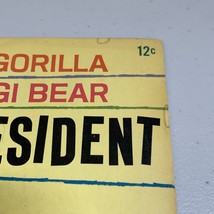 12¢
GORILLA
GI BEAR
ESIDENT